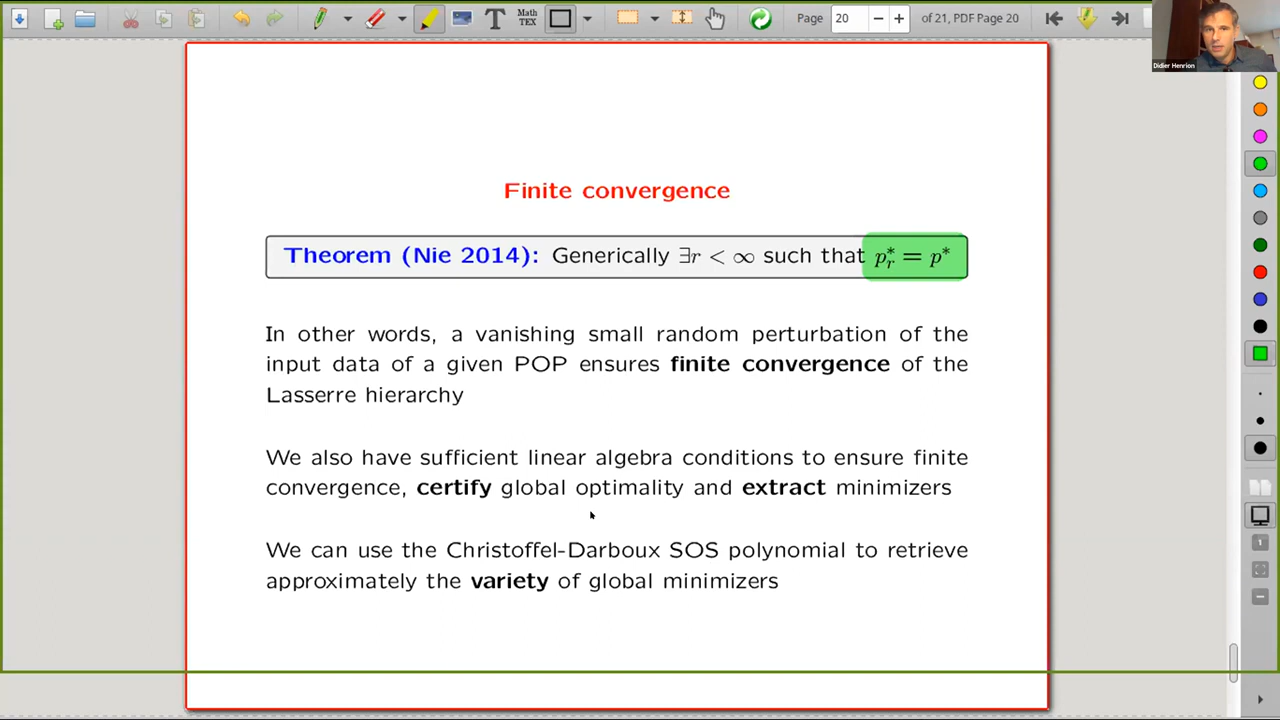 Math
TEX
T
Page 20 of 21, PDF Page 20
Didier Henrion
Finite convergence
Theorem (Nie 2014): Generically ∃r < ∞ such that p*_r = p*
In other words, a vanishing small random perturbation of the
input data of a given POP ensures finite convergence of the
Lasserre hierarchy
We also have sufficient linear algebra conditions to ensure finite
convergence, certify global optimality and extract minimizers
We can use the Christoffel-Darboux SOS polynomial to retrieve
approximately the variety of global minimizers